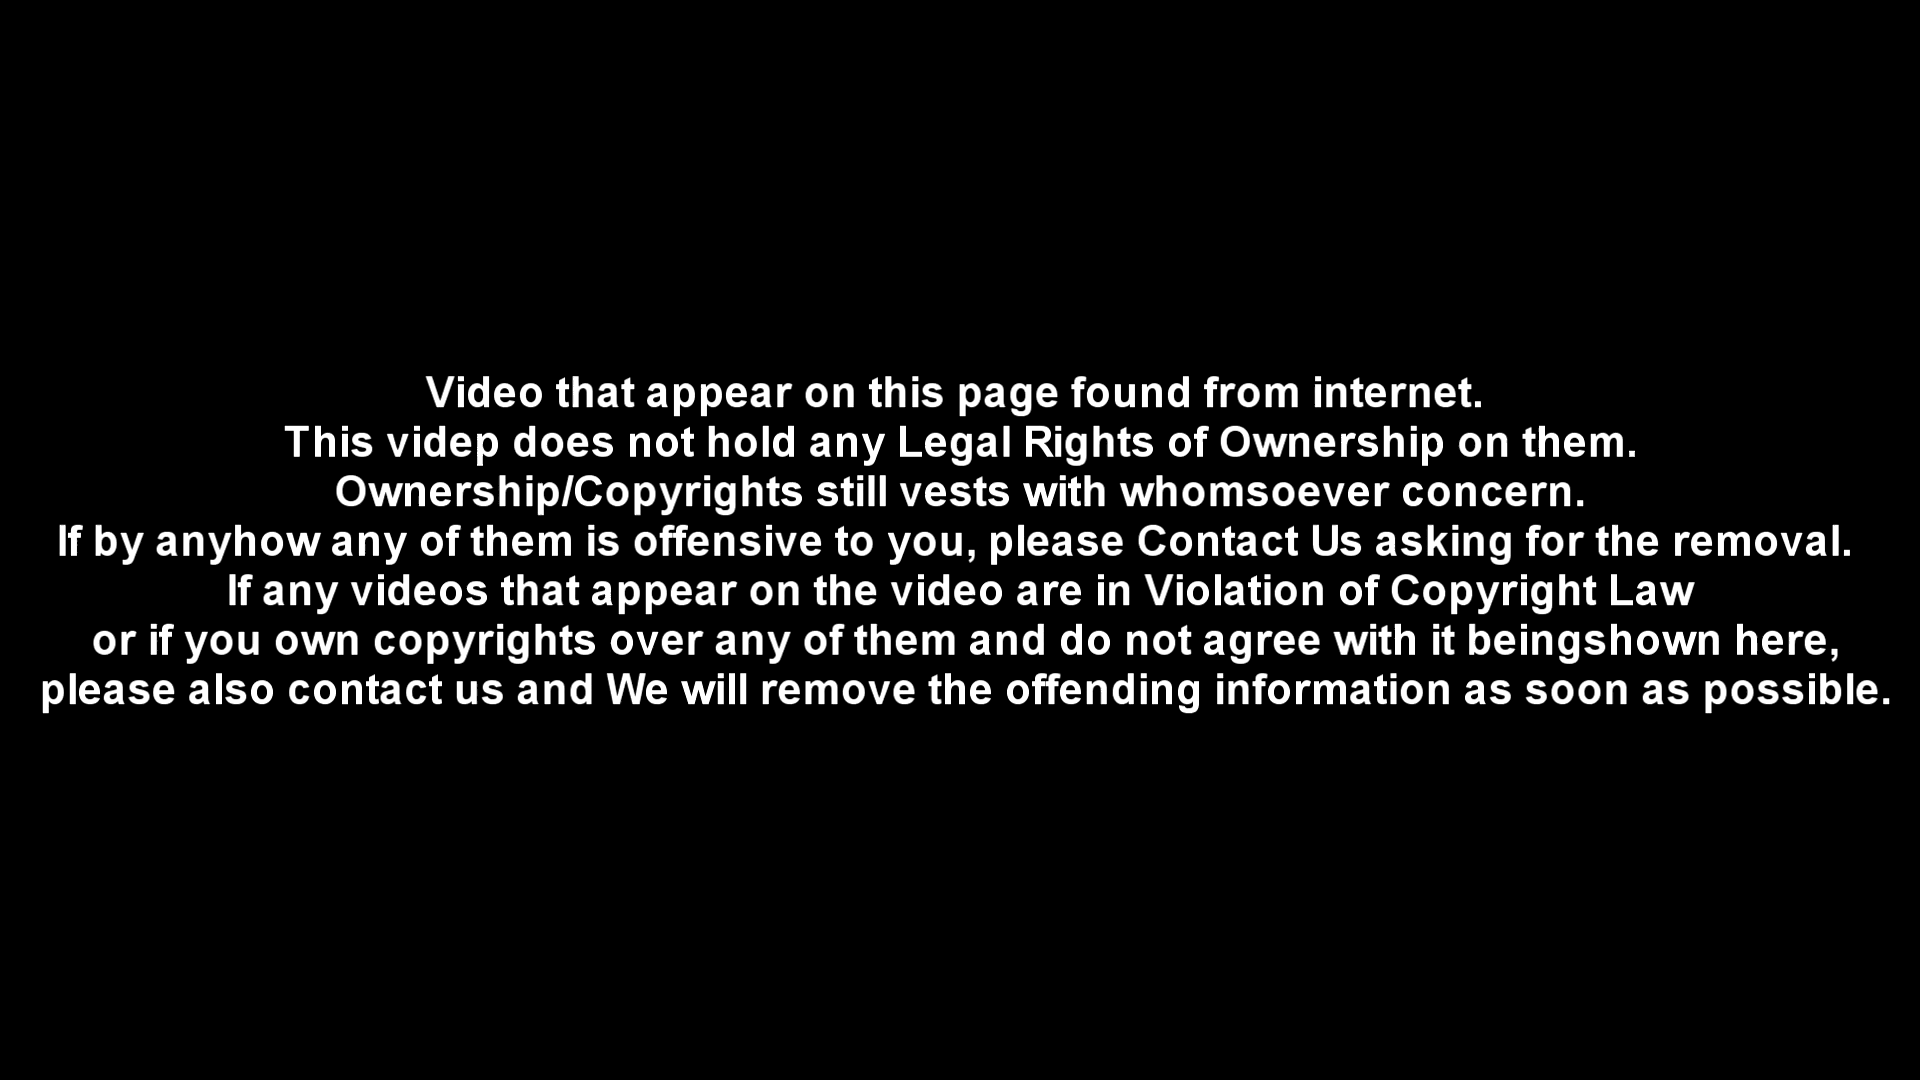 Video that appear on this page found from internet.
This videp does not hold any Legal Rights of Ownership on them.
Ownership/Copyrights still vests with whomsoever concern.
If by anyhow any of them is offensive to you, please Contact Us asking for the removal.
If any videos that appear on the video are in Violation of Copyright Law
or if you own copyrights over any of them and do not agree with it beingshown here,
please also contact us and We will remove the offending information as soon as possible.